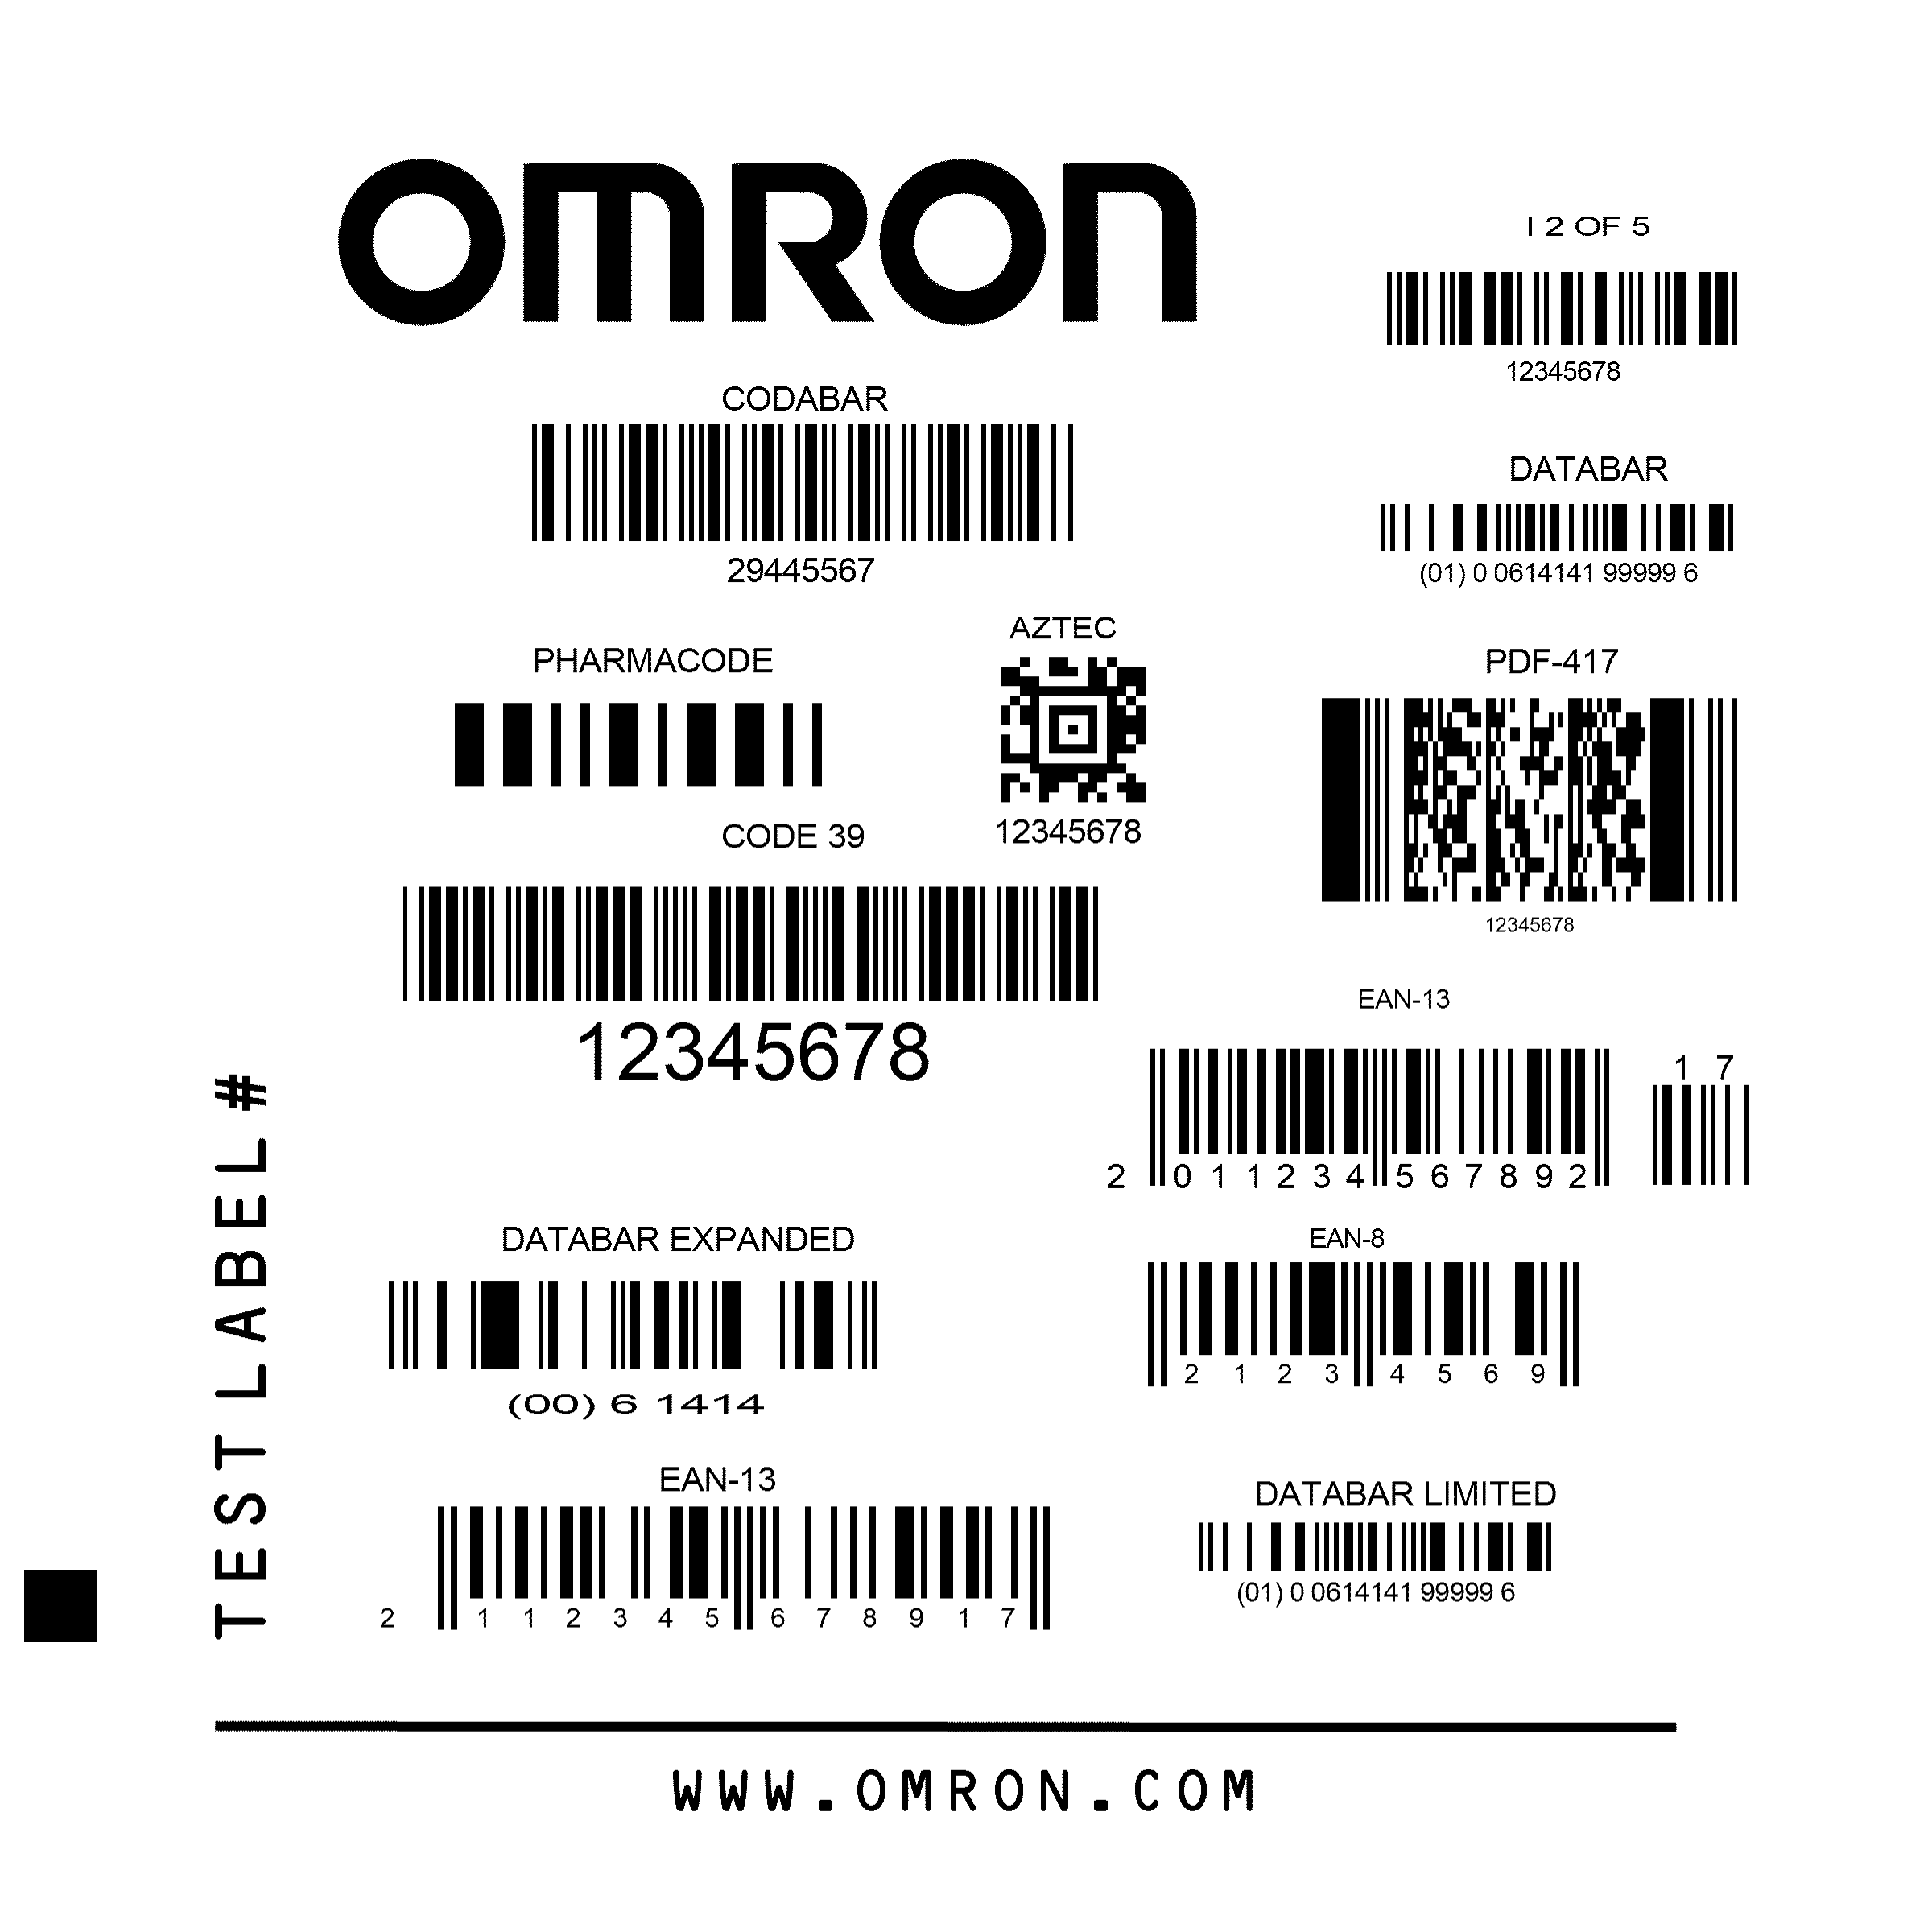 OMRON
I 2 OF 5
12345678
CODABAR
29445567
DATABAR
(01) 0 0614141 99999 6
PHARMACODE
AZTEC
12345678
PDF-417
12345678
CODE 39
12345678
EAN-13
1 7
2 0 1 1 2 3 4 5 6 7 8 9 2
DATABAR EXPANDED
(00) 6 1414
EAN-8
2 1 2 3 4 5 6 9
EAN-13
2 1 1 2 3 4 5 6 7 8 9 1 7
DATABAR LIMITED
(01) 0 0614141 99999 6
TEST LABEL #
WWW.OMRON.COM